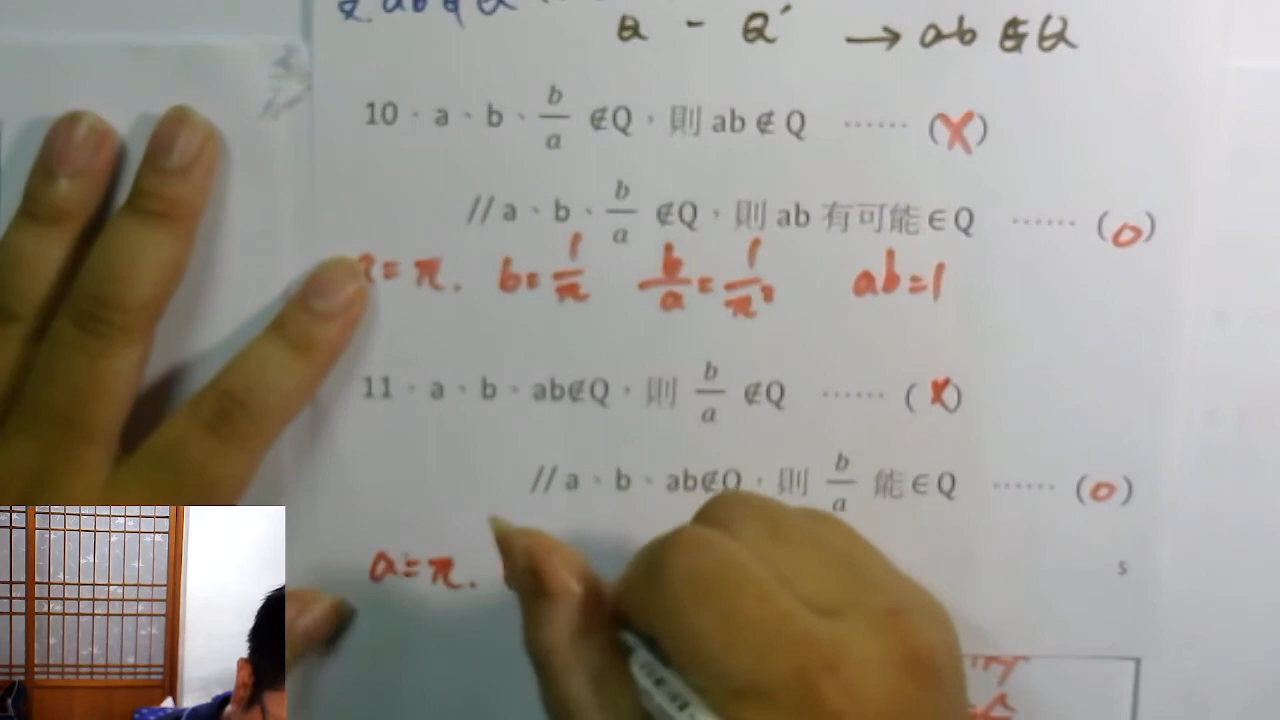 ab ∉ Q
Q - Q' → ab ∉ Q
10、a、b、b/a ∉Q，則 ab ∉ Q …… (X)
//a、b、b/a ∉Q，則 ab 有可能∈Q …… (o)
= π. b= 1/π b/a = 1/π² ab=1
11、a、b、ab∉Q，則 b/a ∉Q …… (X)
//a、b、ab∉Q，則 b/a 能∈Q …… (o)
a=π.
5